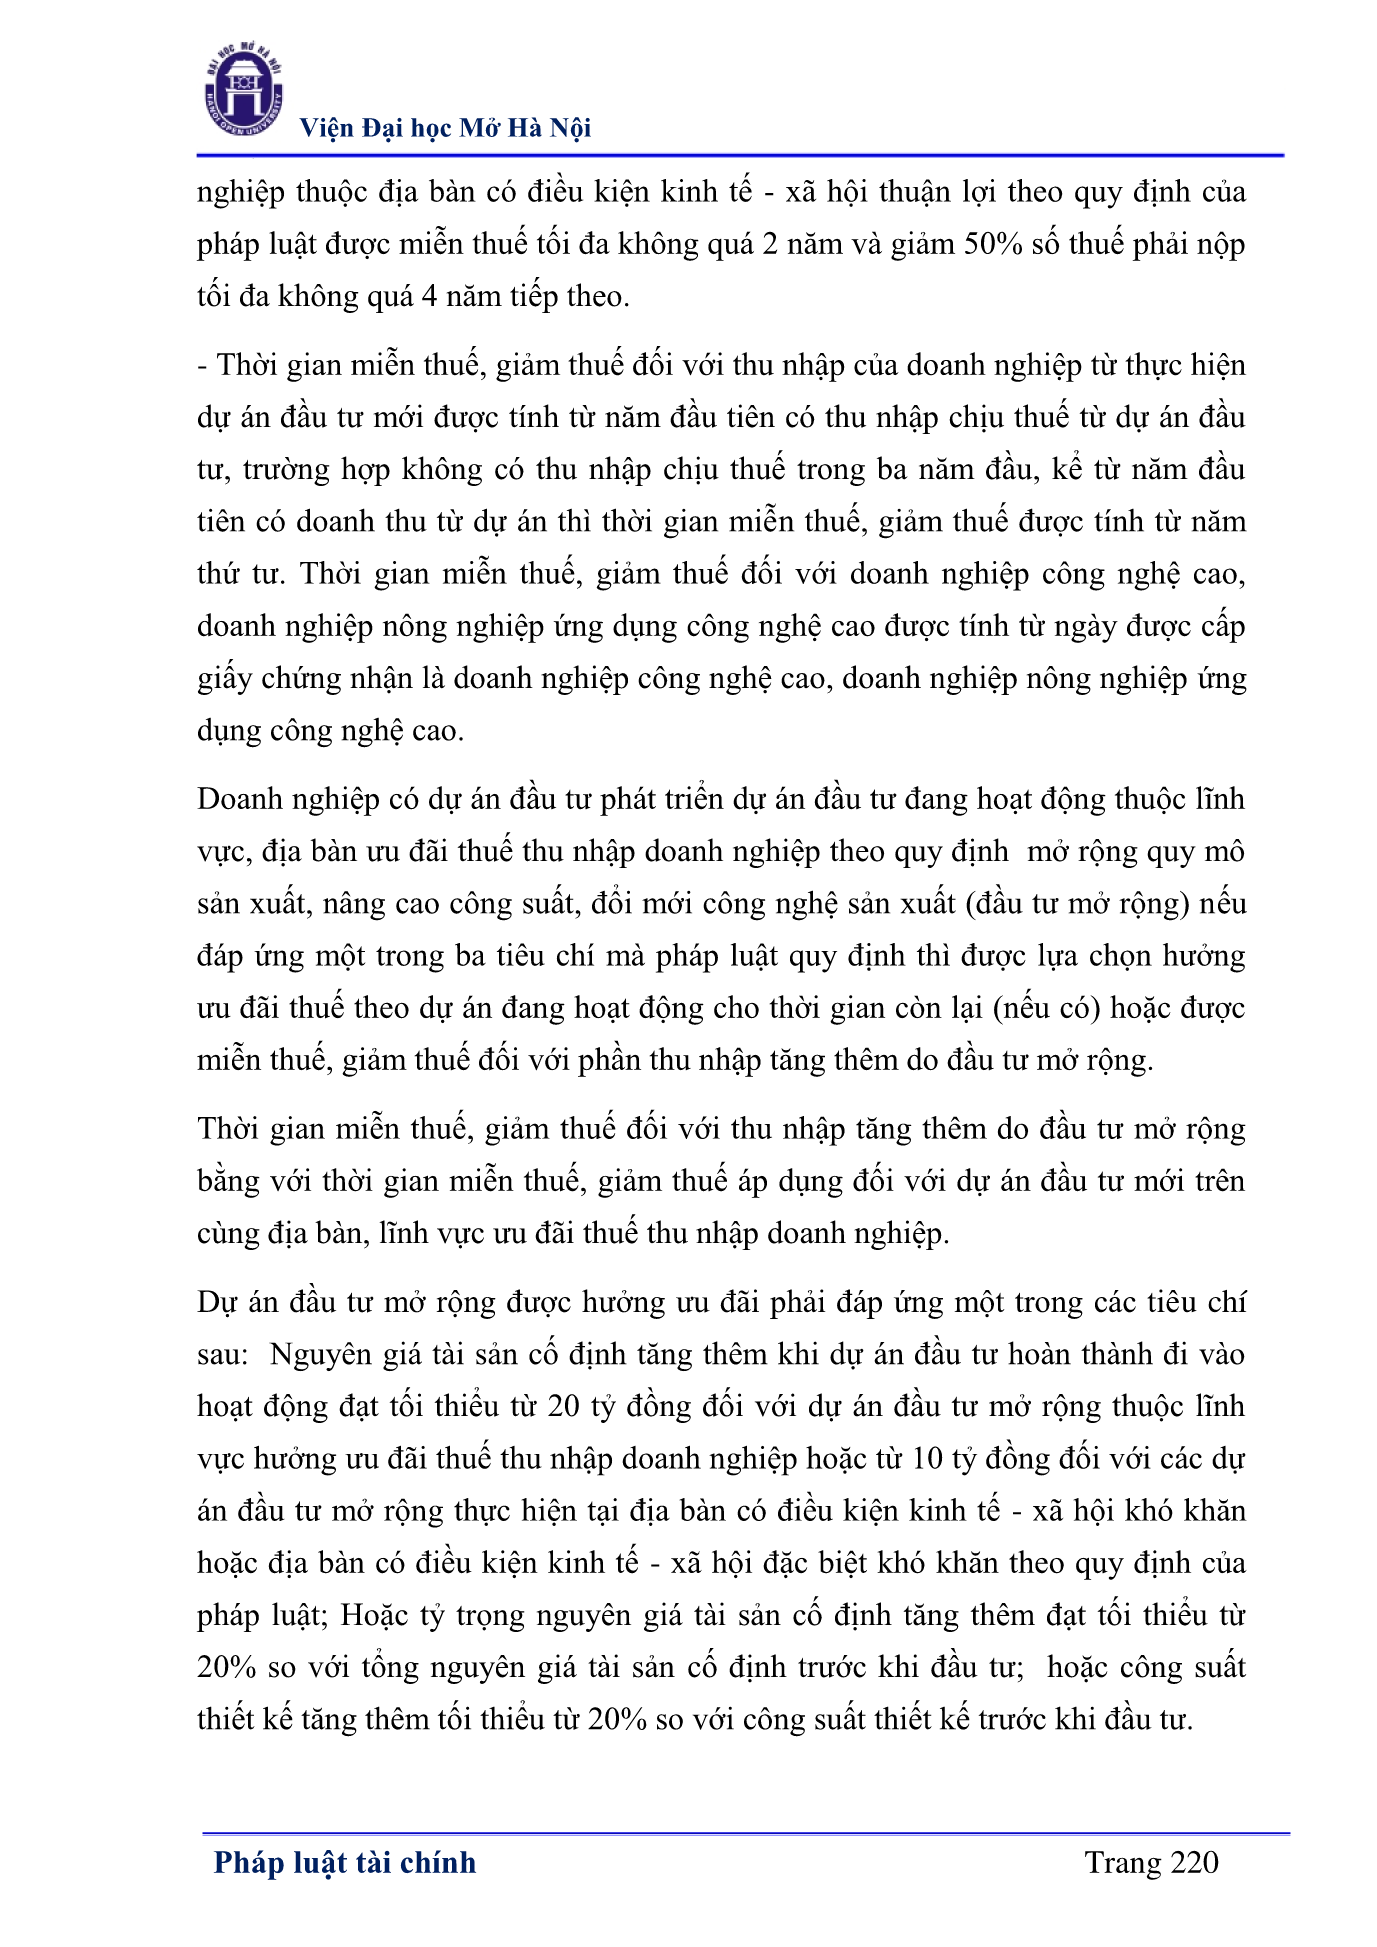 ĐẠI HỌC MỞ HÀ NỘI
HANOI OPEN UNIVERSITY
Viện Đại học Mở Hà Nội
nghiệp thuộc địa bàn có điều kiện kinh tế - xã hội thuận lợi theo quy định của
pháp luật được miễn thuế tối đa không quá 2 năm và giảm 50% số thuế phải nộp
tối đa không quá 4 năm tiếp theo.
- Thời gian miễn thuế, giảm thuế đối với thu nhập của doanh nghiệp từ thực hiện
dự án đầu tư mới được tính từ năm đầu tiên có thu nhập chịu thuế từ dự án đầu
tư, trường hợp không có thu nhập chịu thuế trong ba năm đầu, kể từ năm đầu
tiên có doanh thu từ dự án thì thời gian miễn thuế, giảm thuế được tính từ năm
thứ tư. Thời gian miễn thuế, giảm thuế đối với doanh nghiệp công nghệ cao,
doanh nghiệp nông nghiệp ứng dụng công nghệ cao được tính từ ngày được cấp
giấy chứng nhận là doanh nghiệp công nghệ cao, doanh nghiệp nông nghiệp ứng
dụng công nghệ cao.
Doanh nghiệp có dự án đầu tư phát triển dự án đầu tư đang hoạt động thuộc lĩnh
vực, địa bàn ưu đãi thuế thu nhập doanh nghiệp theo quy định  mở rộng quy mô
sản xuất, nâng cao công suất, đổi mới công nghệ sản xuất (đầu tư mở rộng) nếu
đáp ứng một trong ba tiêu chí mà pháp luật quy định thì được lựa chọn hưởng
ưu đãi thuế theo dự án đang hoạt động cho thời gian còn lại (nếu có) hoặc được
miễn thuế, giảm thuế đối với phần thu nhập tăng thêm do đầu tư mở rộng.
Thời gian miễn thuế, giảm thuế đối với thu nhập tăng thêm do đầu tư mở rộng
bằng với thời gian miễn thuế, giảm thuế áp dụng đối với dự án đầu tư mới trên
cùng địa bàn, lĩnh vực ưu đãi thuế thu nhập doanh nghiệp.
Dự án đầu tư mở rộng được hưởng ưu đãi phải đáp ứng một trong các tiêu chí
sau:  Nguyên giá tài sản cố định tăng thêm khi dự án đầu tư hoàn thành đi vào
hoạt động đạt tối thiểu từ 20 tỷ đồng đối với dự án đầu tư mở rộng thuộc lĩnh
vực hưởng ưu đãi thuế thu nhập doanh nghiệp hoặc từ 10 tỷ đồng đối với các dự
án đầu tư mở rộng thực hiện tại địa bàn có điều kiện kinh tế - xã hội khó khăn
hoặc địa bàn có điều kiện kinh tế - xã hội đặc biệt khó khăn theo quy định của
pháp luật; Hoặc tỷ trọng nguyên giá tài sản cố định tăng thêm đạt tối thiểu từ
20% so với tổng nguyên giá tài sản cố định trước khi đầu tư;  hoặc công suất
thiết kế tăng thêm tối thiểu từ 20% so với công suất thiết kế trước khi đầu tư.
Pháp luật tài chính
Trang 220